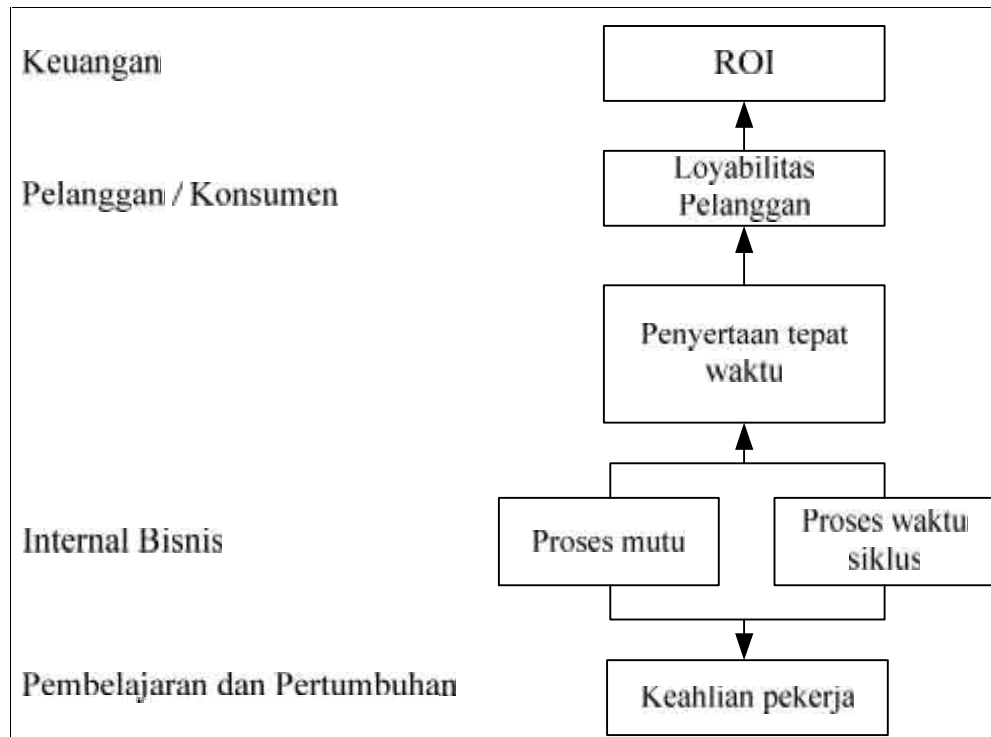 Keuangan
ROI
Pelanggan / Konsumen
Loyabilitas
Pelanggan
Penyertaan tepat
waktu
Internal Bisnis
Proses mutu
Proses waktu
siklus
Pembelajaran dan Pertumbuhan
Keahlian pekerja